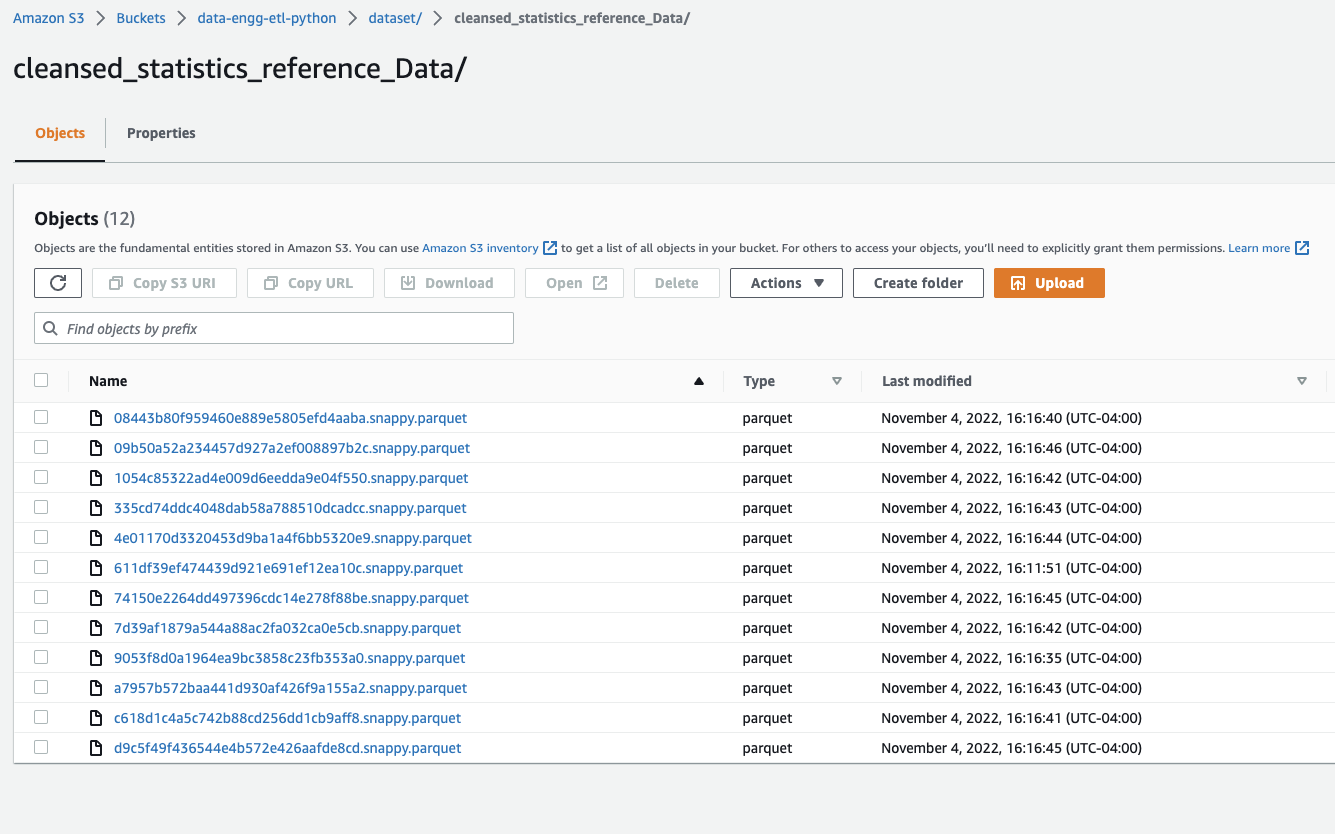 Amazon S3 > Buckets > data-engg-etl-python > dataset/ > cleansed_statistics_reference_Data/
cleansed_statistics_reference_Data/
Objects Properties
Objects (12)
Objects are the fundamental entities stored in Amazon S3. You can use Amazon S3 inventory to get a list of all objects in your bucket. For others to access your objects, you'll need to explicitly grant them permissions. Learn more
Copy S3 URI Copy URL Download Open Delete Actions Create folder Upload
Find objects by prefix
Name Type Last modified
08443b80f959460e889e5805efd4aaba.snappy.parquet parquet November 4, 2022, 16:16:40 (UTC-04:00)
09b50a52a234457d927a2ef008897b2c.snappy.parquet parquet November 4, 2022, 16:16:46 (UTC-04:00)
1054c85322ad4e009d6eedda9e04f550.snappy.parquet parquet November 4, 2022, 16:16:42 (UTC-04:00)
335cd74ddc4048dab58a788510dcadcc.snappy.parquet parquet November 4, 2022, 16:16:43 (UTC-04:00)
4e01170d3320453d9ba1a4f6bb5320e9.snappy.parquet parquet November 4, 2022, 16:16:44 (UTC-04:00)
611df39ef474439d921e691ef12ea10c.snappy.parquet parquet November 4, 2022, 16:11:51 (UTC-04:00)
74150e2264dd497396cdc14e278f88be.snappy.parquet parquet November 4, 2022, 16:16:45 (UTC-04:00)
7d39af1879a544a88ac2fa032ca0e5cb.snappy.parquet parquet November 4, 2022, 16:16:42 (UTC-04:00)
9053f8d0a1964ea9bc3858c23fb353a0.snappy.parquet parquet November 4, 2022, 16:16:35 (UTC-04:00)
a7957b572baa441d930af426f9a155a2.snappy.parquet parquet November 4, 2022, 16:16:43 (UTC-04:00)
c618d1c4a5c742b88cd256dd1cb9aff8.snappy.parquet parquet November 4, 2022, 16:16:41 (UTC-04:00)
d9c5f49f436544e4b572e426aafde8cd.snappy.parquet parquet November 4, 2022, 16:16:45 (UTC-04:00)